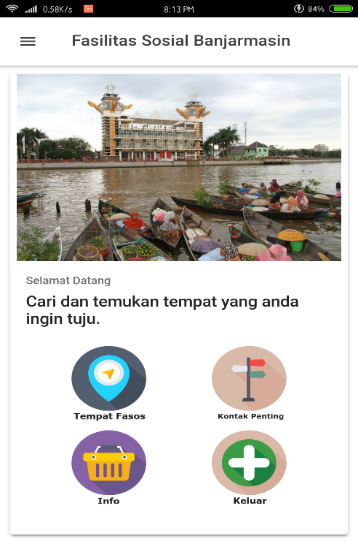 0.58K/s 8:13 PM 84%
Fasilitas Sosial Banjarmasin
Selamat Datang
Cari dan temukan tempat yang anda
ingin tuju.
Tempat Fasos Kontak Penting
Info Keluar